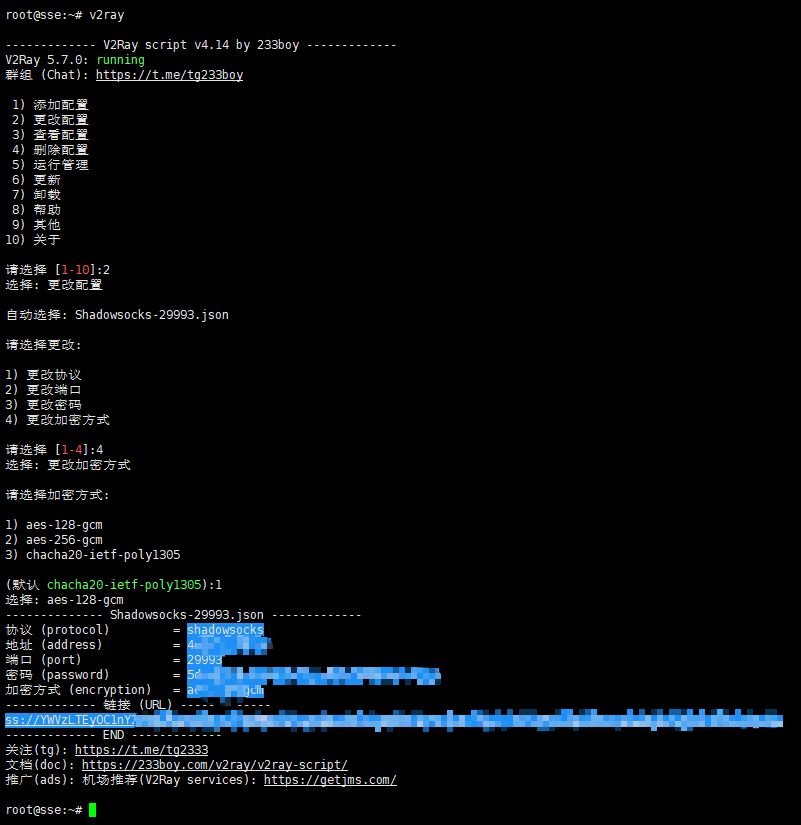 root@sse:~# v2ray
------------- V2Ray script v4.14 by 233boy -------------
V2Ray 5.7.0: running
群组 (Chat): https://t.me/tg233boy
1) 添加配置
2) 更改配置
3) 查看配置
4) 删除配置
5) 运行管理
6) 更新
7) 卸载
8) 帮助
9) 其他
10) 关于
请选择 [1-10]:2
选择: 更改配置
自动选择: Shadowsocks-29993.json
请选择更改:
1) 更改协议
2) 更改端口
3) 更改密码
4) 更改加密方式
请选择 [1-4]:4
选择: 更改加密方式
请选择加密方式:
1) aes-128-gcm
2) aes-256-gcm
3) chacha20-ietf-poly1305
(默认 chacha20-ietf-poly1305):1
选择: aes-128-gcm
------------- Shadowsocks-29993.json -------------
协议 (protocol) = shadowsocks
地址 (address) = 4
端口 (port) = 29993
密码 (password) = 5d
加密方式 (encryption) =
------------- 链接 (URL) -------------
ss://YWVzLTEyOC1nY
------------- END -------------
关注(tg): https://t.me/tg2333
文档(doc): https://233boy.com/v2ray/v2ray-script/
推广(ads): 机场推荐(V2Ray services): https://getjms.com/
root@sse:~#